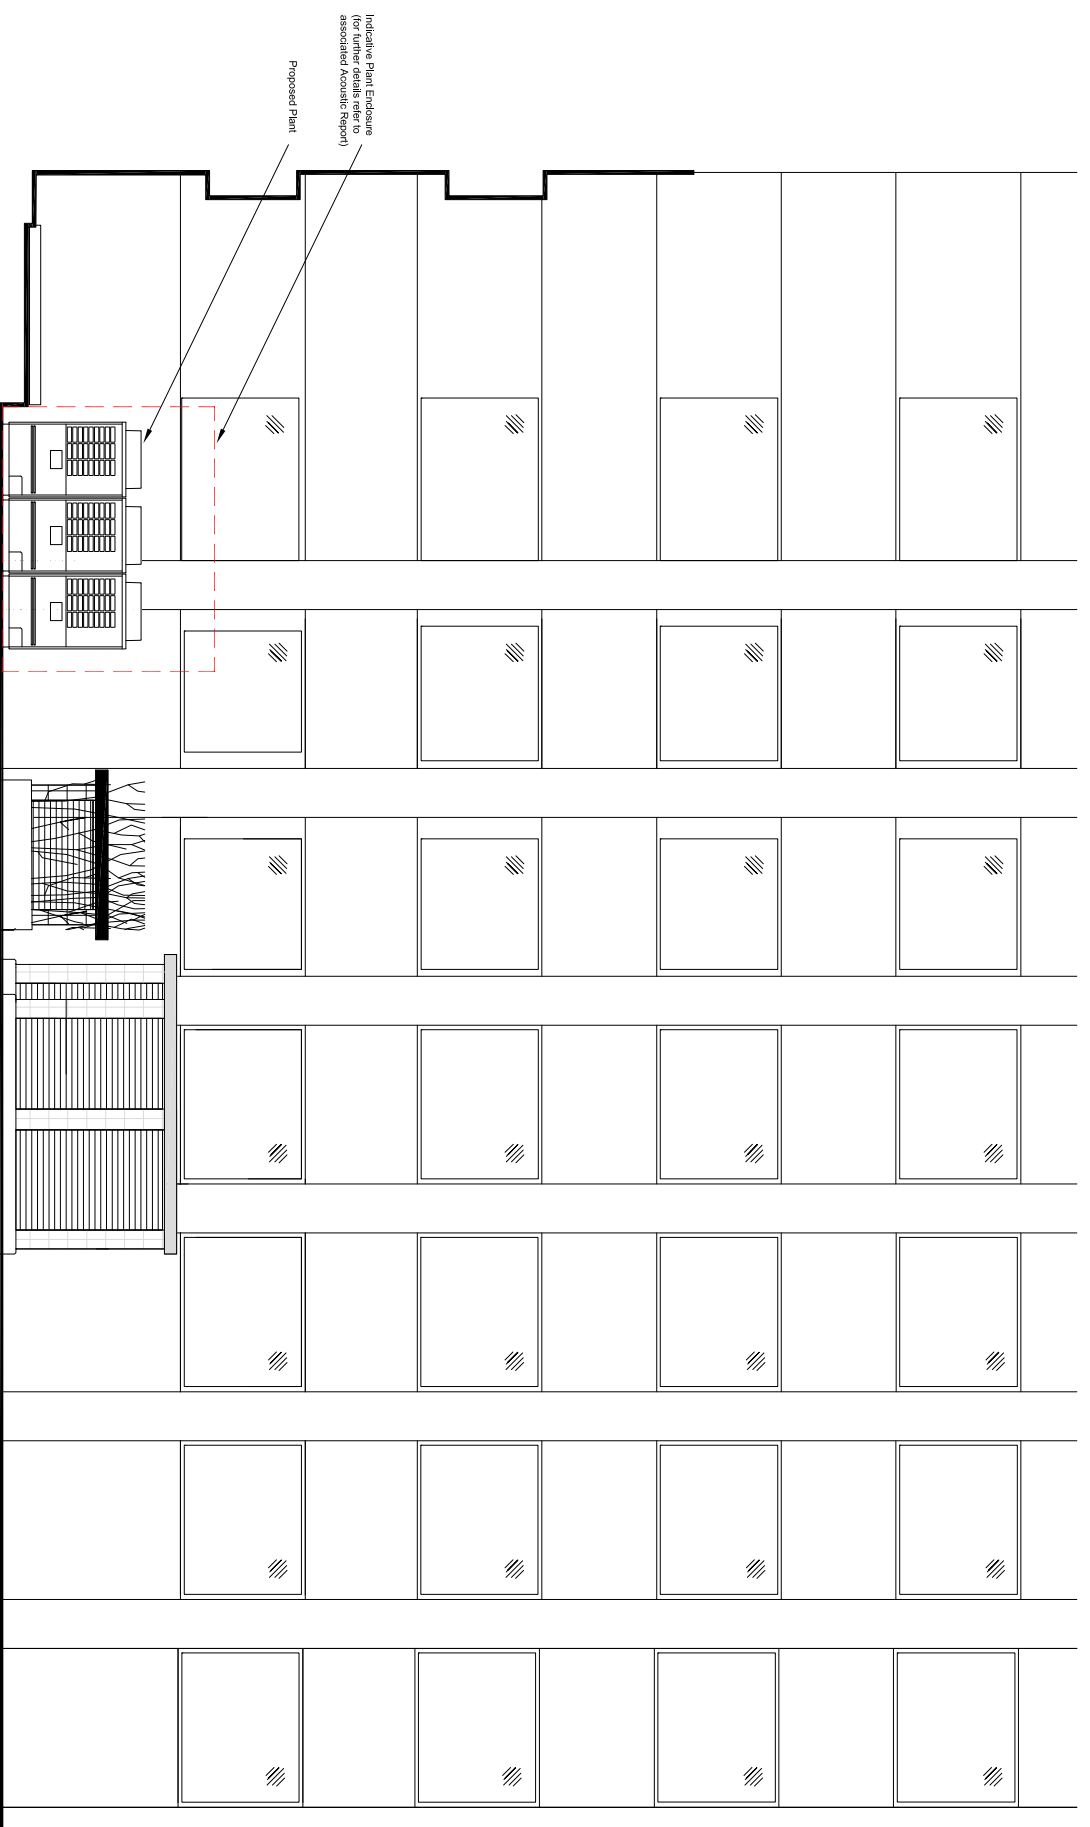 Indicative Plant Enclosure
(for further details refer to
associated Acoustic Report)
Proposed Plant